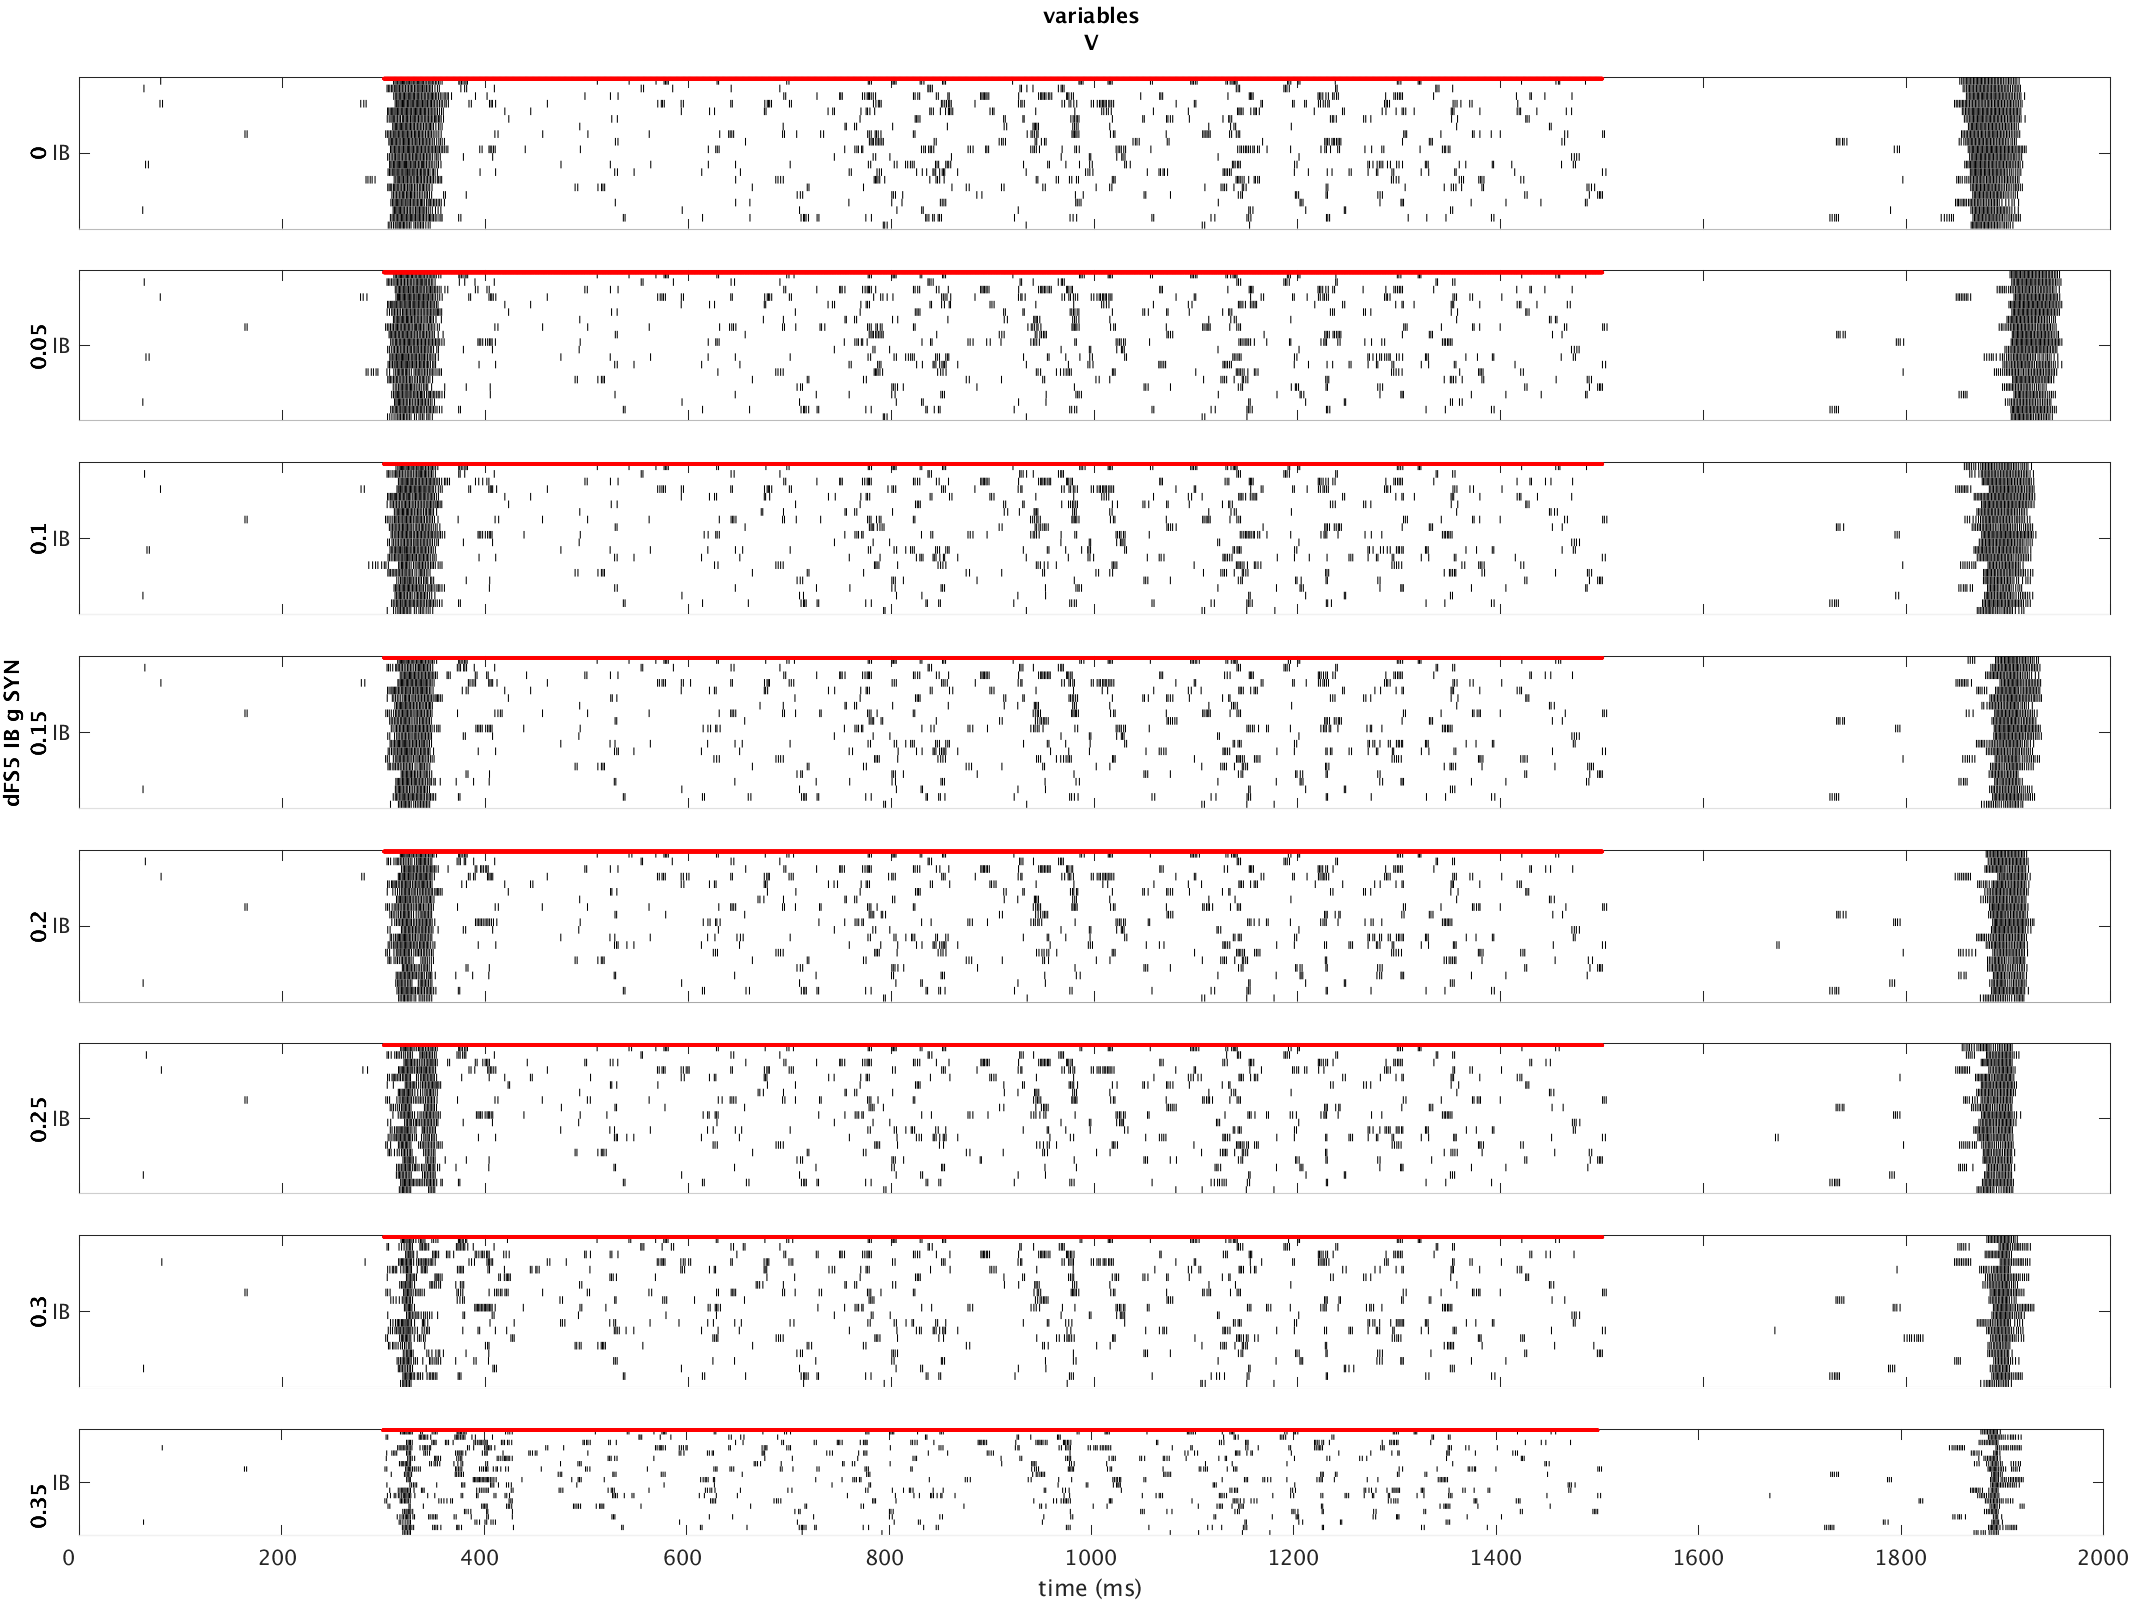 variables
V
dFS5 IB g SYN
0 IB
0.05 IB
0.1 IB
0.15 IB
0.2 IB
0.25 IB
0.3 IB
0.35 IB
0 200 400 600 800 1000 1200 1400 1600 1800 2000
time (ms)